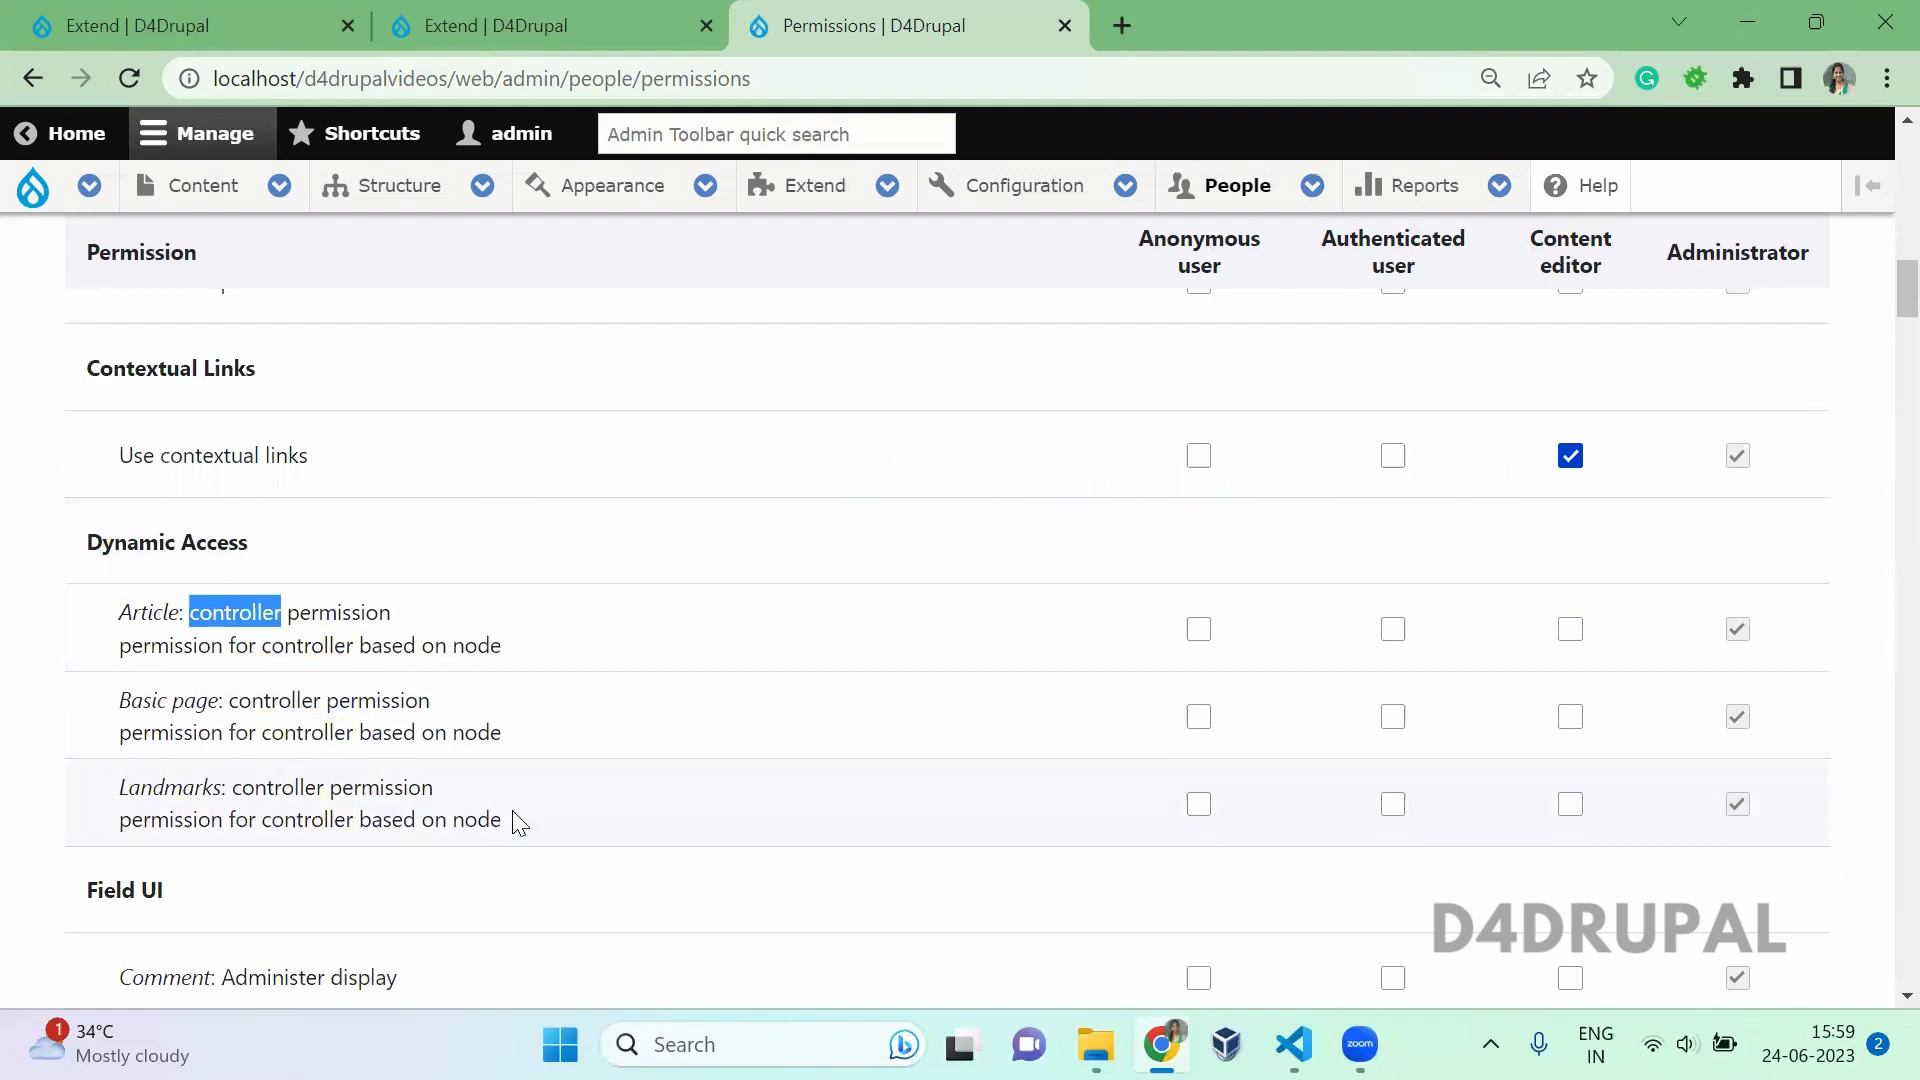 Extend | D4Drupal
Extend | D4Drupal
Permissions | D4Drupal
localhost/d4drupalvideos/web/admin/people/permissions
Home
Manage
Shortcuts
admin
Admin Toolbar quick search
Content
Structure
Appearance
Extend
Configuration
People
Reports
Help
Permission
Anonymous
user
Authenticated
user
Content
editor
Administrator
Contextual Links
Use contextual links
Dynamic Access
Article: controller permission
permission for controller based on node
Basic page: controller permission
permission for controller based on node
Landmarks: controller permission
permission for controller based on node
Field UI
D4DRUPAL
Comment: Administer display
1
34°C
Mostly cloudy
Search
zoom
ENG
IN
15:59
24-06-2023
2